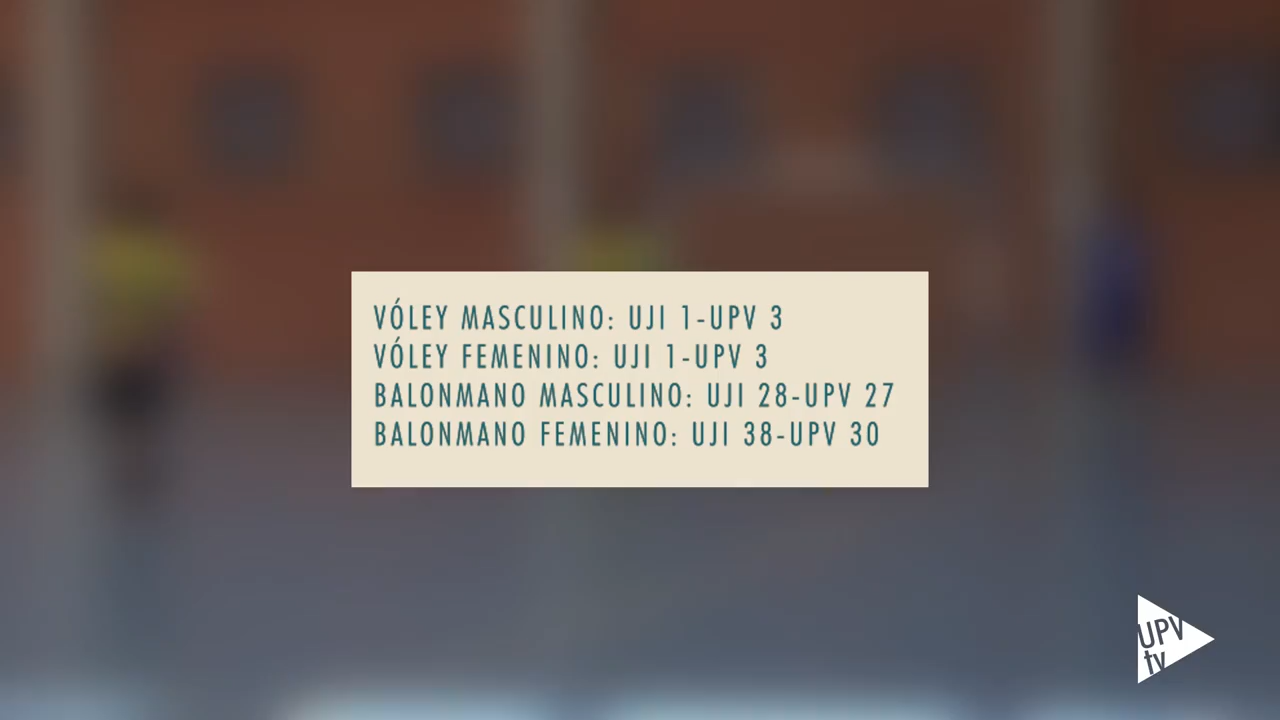 VÓLEY MASCULINO: UJI 1-UPV 3
VÓLEY FEMENINO: UJI 1-UPV 3
BALONMANO MASCULINO: UJI 28-UPV 27
BALONMANO FEMENINO: UJI 38-UPV 30
UPV
tv